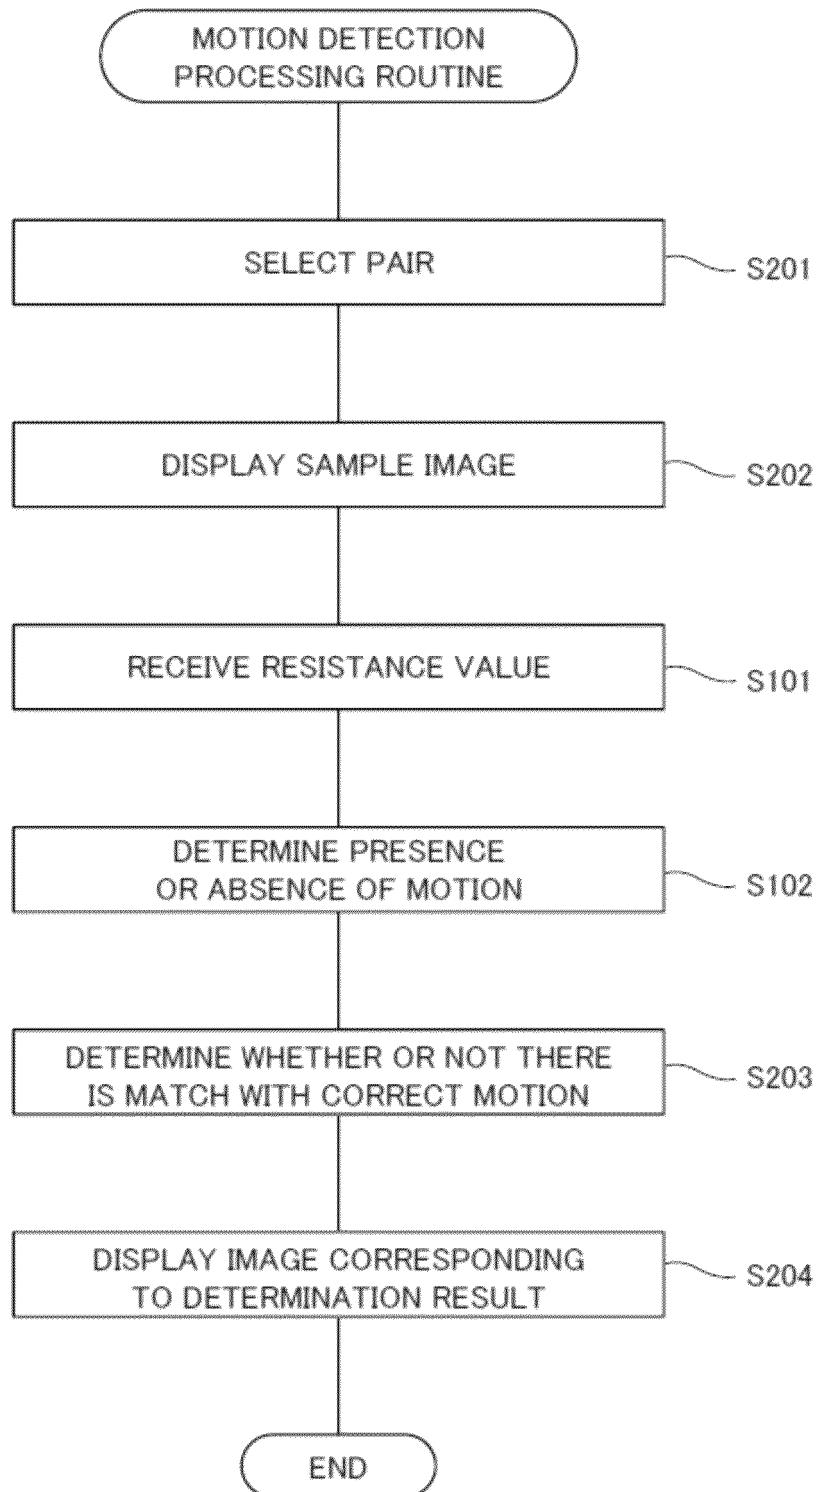 MOTION DETECTION
PROCESSING ROUTINE
SELECT PAIR
S201
DISPLAY SAMPLE IMAGE
S202
RECEIVE RESISTANCE VALUE
S101
DETERMINE PRESENCE
OR ABSENCE OF MOTION
S102
DETERMINE WHETHER OR NOT THERE
IS MATCH WITH CORRECT MOTION
S203
DISPLAY IMAGE CORRESPONDING
TO DETERMINATION RESULT
S204
END